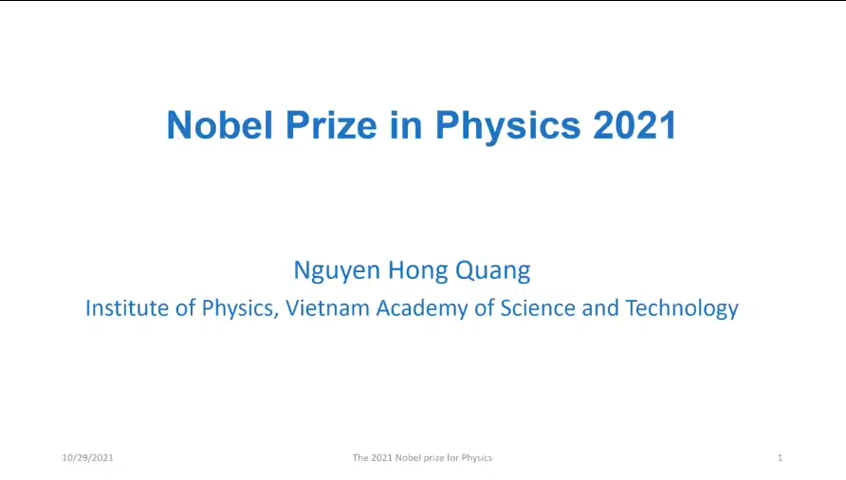 Nobel Prize in Physics 2021
Nguyen Hong Quang
Institute of Physics, Vietnam Academy of Science and Technology
10/29/2021
The 2021 Nobel prize for Physics
1